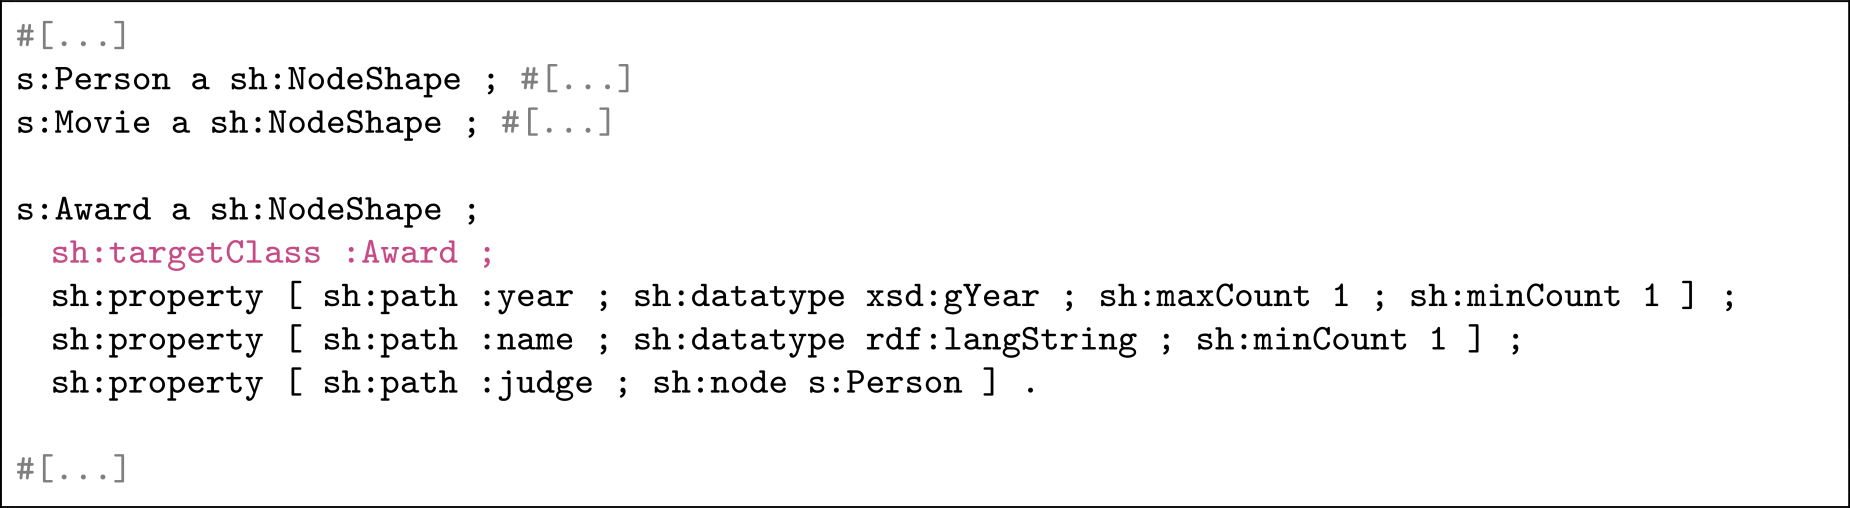 #[...]
s:Person a sh:NodeShape ; #[...]
s:Movie a sh:NodeShape ; #[...]
s:Award a sh:NodeShape ;
sh:targetClass :Award ;
sh:property [ sh:path :year ; sh:datatype xsd:gYear ; sh:maxCount 1 ; sh:minCount 1 ] ;
sh:property [ sh:path :name ; sh:datatype rdf:langString ; sh:minCount 1 ] ;
sh:property [ sh:path :judge ; sh:node s:Person ] .
#[...]